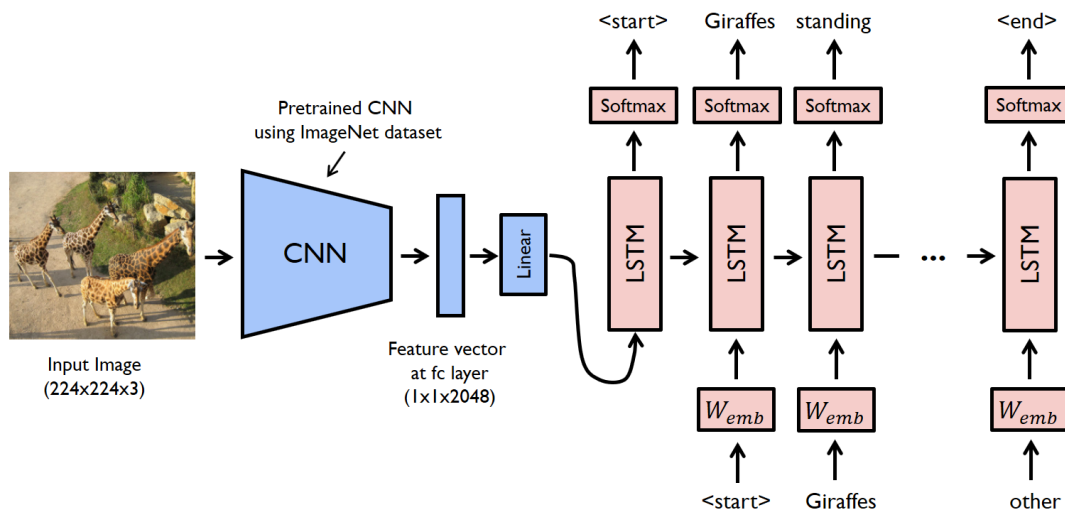 <start>
Giraffes
standing
<end>
Softmax
Softmax
Softmax
Softmax
Pretrained CNN
using ImageNet dataset
CNN
Linear
LSTM
LSTM
LSTM
...
LSTM
Input Image
(224x224x3)
Feature vector
at fc layer
(1x1x2048)
W_emb
W_emb
W_emb
<start>
Giraffes
other